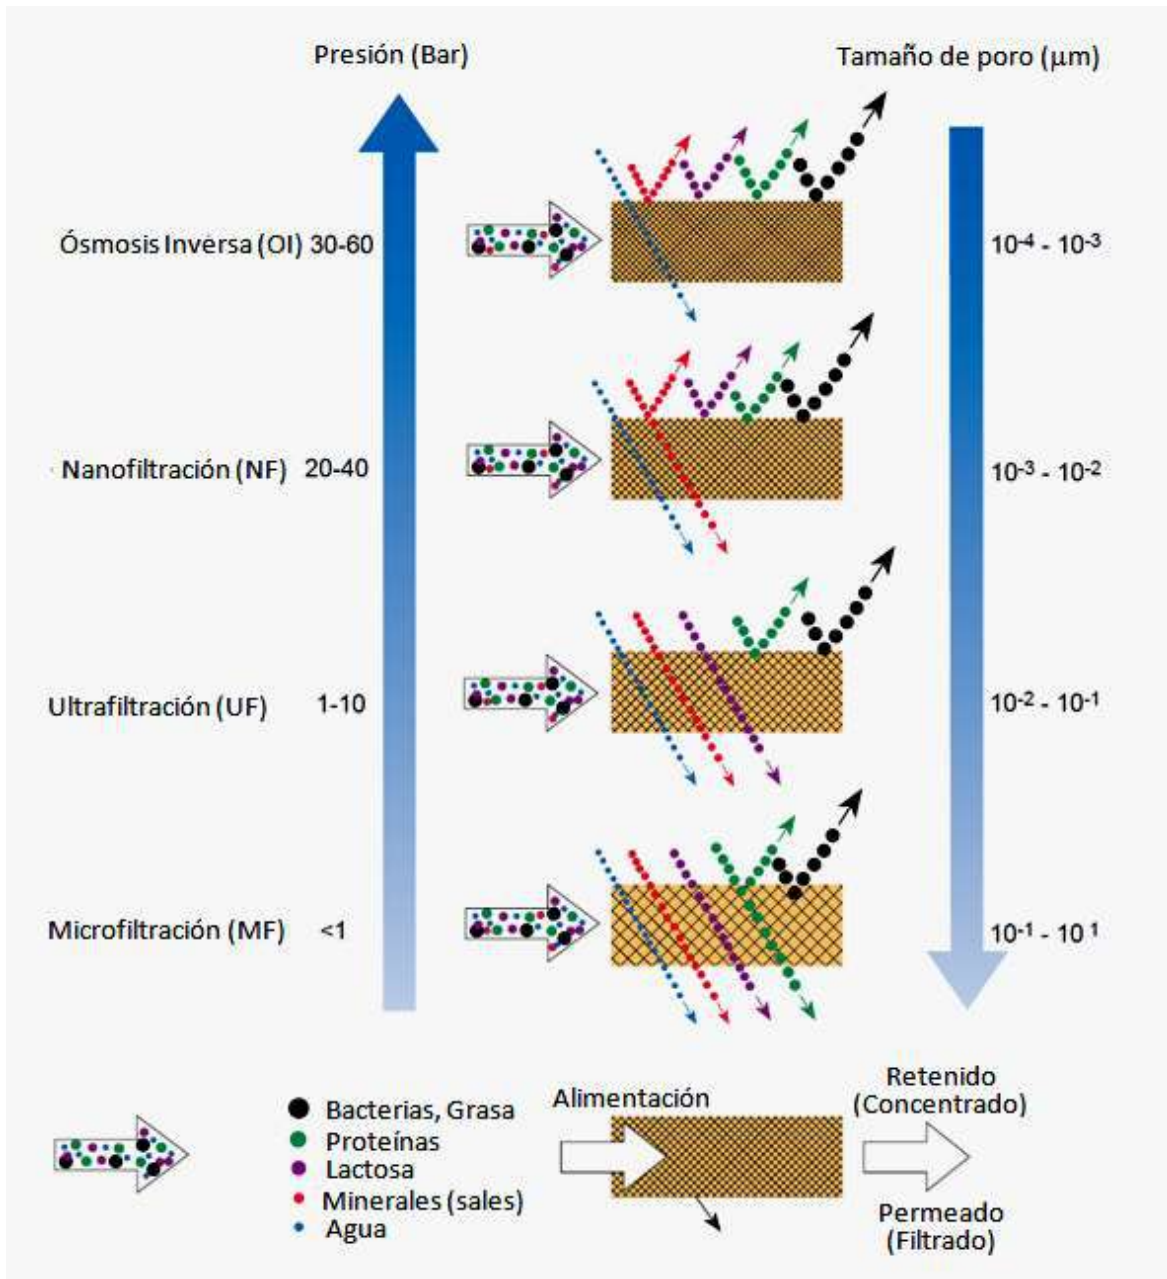 Presión (Bar)
Tamaño de poro (μm)
Ósmosis Inversa (OI) 30-60
10⁻⁴ - 10⁻³
Nanofiltración (NF) 20-40
10⁻³ - 10⁻²
Ultrafiltración (UF) 1-10
10⁻² - 10⁻¹
Microfiltración (MF) <1
10⁻¹ - 10¹
Bacterias, Grasa
Proteínas
Lactosa
Minerales (sales)
Agua
Alimentación
Retenido
(Concentrado)
Permeado
(Filtrado)